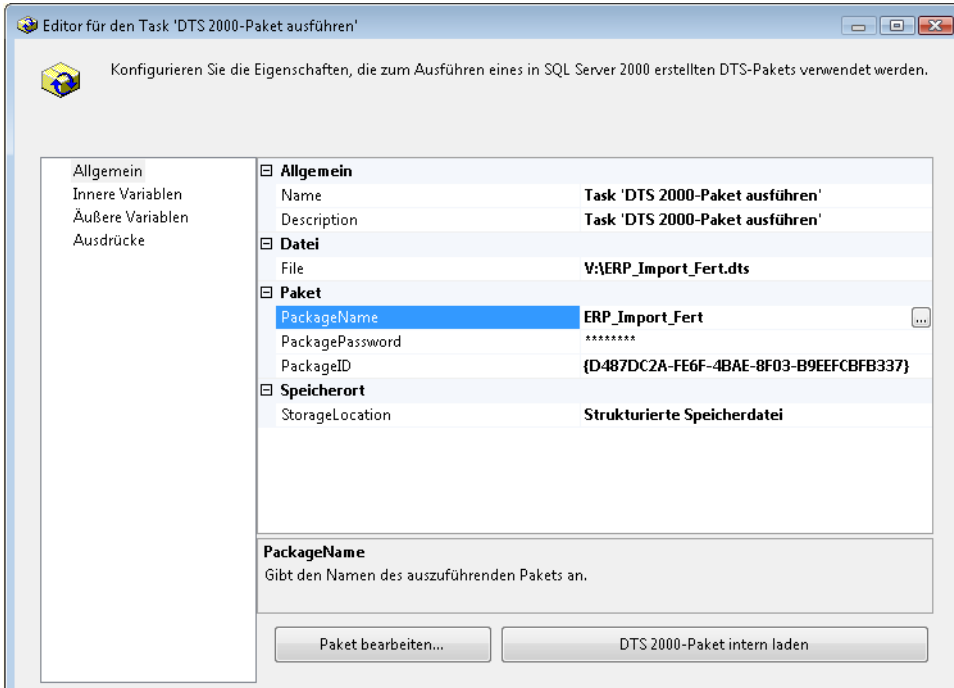 Editor für den Task 'DTS 2000-Paket ausführen'
Konfigurieren Sie die Eigenschaften, die zum Ausführen eines in SQL Server 2000 erstellten DTS-Pakets verwendet werden.
Allgemein
Innere Variablen
Äußere Variablen
Ausdrücke
Allgemein
Name Task 'DTS 2000-Paket ausführen'
Description Task 'DTS 2000-Paket ausführen'
Datei
File V:\ERP_Import_Fert.dts
Paket
PackageName ERP_Import_Fert ...
PackagePassword ********
PackageID {D487DC2A-FE6F-4BAE-8F03-B9EEFCBFB337}
Speicherort
StorageLocation Strukturierte Speicherdatei
PackageName
Gibt den Namen des auszuführenden Pakets an.
Paket bearbeiten... DTS 2000-Paket intern laden